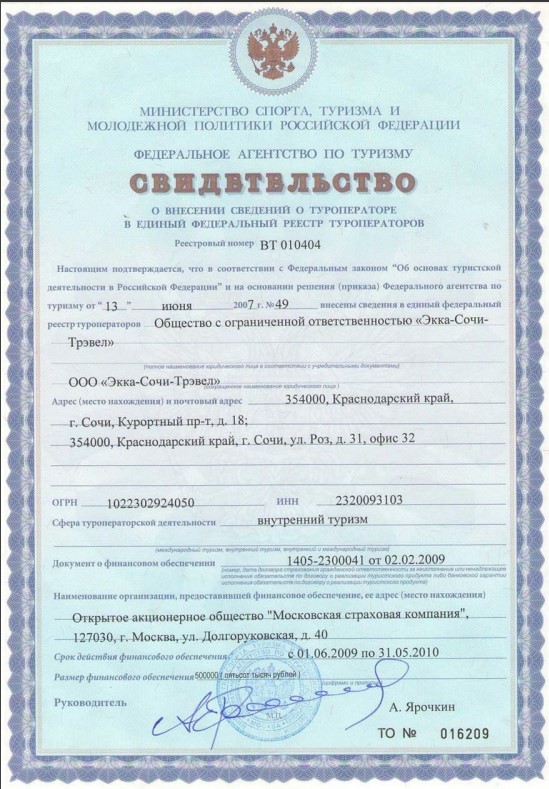 МИНИСТЕРСТВО СПОРТА, ТУРИЗМА И
МОЛОДЕЖНОЙ ПОЛИТИКИ РОССИЙСКОЙ ФЕДЕРАЦИИ
ФЕДЕРАЛЬНОЕ АГЕНТСТВО ПО ТУРИЗМУ
СВИДЕТЕЛЬСТВО
О ВНЕСЕНИИ СВЕДЕНИЙ О ТУРОПЕРАТОРЕ
В ЕДИНЫЙ ФЕДЕРАЛЬНЫЙ РЕЕСТР ТУРОПЕРАТОРОВ
Реестровый номер ВТ 010404
Настоящим подтверждается, что в соответствии с Федеральным законом "Об основах туристской
деятельности в Российской Федерации" и на основании решения (приказа) Федерального агентства по
туризму от "13" июня 2007 г. № 49 внесены сведения в единый федеральный
реестр туроператоров Общество с ограниченной ответственностью «Экка-Сочи-
Трэвел»
(полное наименование юридического лица в соответствии с учредительными документами)
ООО «Экка-Сочи-Трэвел»
(сокращенное наименование юридического лица)
Адрес (место нахождения) и почтовый адрес 354000, Краснодарский край,
г. Сочи, Курортный пр-т, д. 18;
354000, Краснодарский край, г. Сочи, ул. Роз, д. 31, офис 32
ОГРН 1022302924050 ИНН 2320093103
Сфера туроператорской деятельности внутренний туризм
(международный туризм, внутренний туризм, внутренний и международный туризм)
Документ о финансовом обеспечении 1405-2300041 от 02.02.2009
(номер, дата договора страхования гражданской ответственности за неисполнение или ненадлежащее
исполнение обязательств по договору о реализации туристского продукта либо банковской гарантии
исполнения обязательств по договору о реализации туристского продукта)
Наименование организации, предоставившей финансовое обеспечение, ее адрес (место нахождения)
Открытое акционерное общество "Московская страховая компания",
127030, г. Москва, ул. Долгоруковская, д. 40
Срок действия финансового обеспечения с 01.06.2009 по 31.05.2010
Размер финансового обеспечения 500000 ( пятьсот тысяч рублей )
(цифрами и прописью)
Руководитель А. Ярочкин
М.П.
ТО № 016209